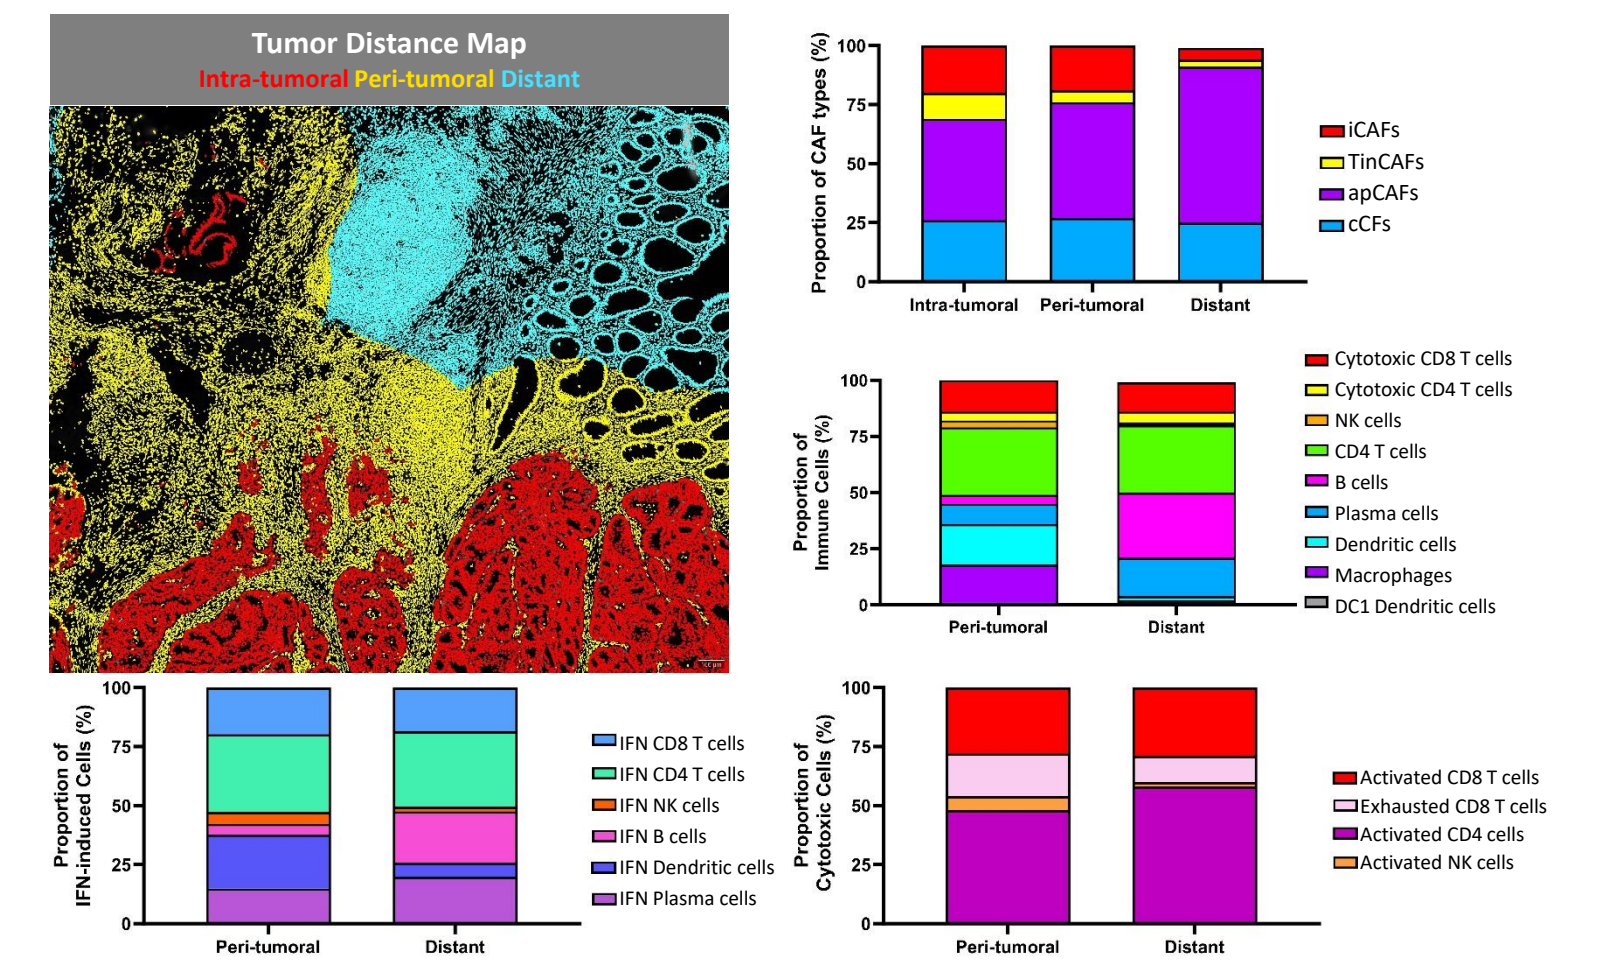 Tumor Distance Map
Intra-tumoral Peri-tumoral Distant
100 µm
Proportion of CAF types (%)
100
75
50
25
0
Intra-tumoral
Peri-tumoral
Distant
iCAFs
TinCAFs
apCAFs
cCFs
Proportion of
Immune Cells (%)
100
75
50
25
0
Peri-tumoral
Distant
Cytotoxic CD8 T cells
Cytotoxic CD4 T cells
NK cells
CD4 T cells
B cells
Plasma cells
Dendritic cells
Macrophages
DC1 Dendritic cells
Proportion of
IFN-induced Cells (%)
100
75
50
25
0
Peri-tumoral
Distant
IFN CD8 T cells
IFN CD4 T cells
IFN NK cells
IFN B cells
IFN Dendritic cells
IFN Plasma cells
Proportion of
Cytotoxic Cells (%)
100
75
50
25
0
Peri-tumoral
Distant
Activated CD8 T cells
Exhausted CD8 T cells
Activated CD4 cells
Activated NK cells